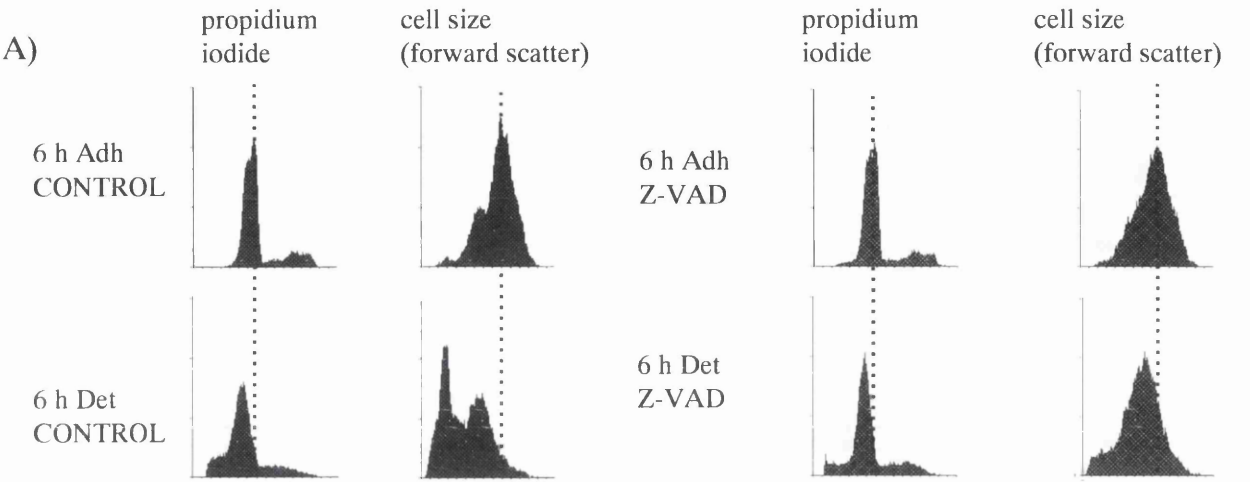 A)
propidium
iodide
cell size
(forward scatter)
propidium
iodide
cell size
(forward scatter)
6 h Adh
CONTROL
6 h Adh
Z-VAD
6 h Det
CONTROL
6 h Det
Z-VAD